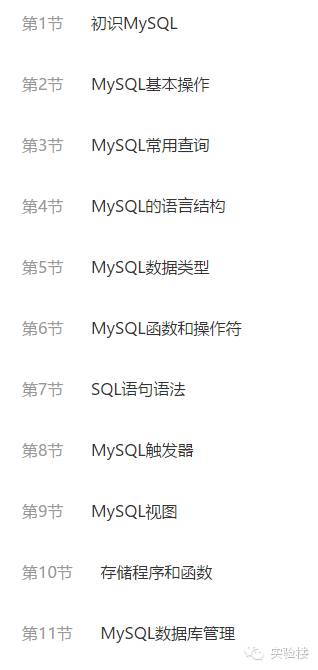 第1节 初识MySQL
第2节 MySQL基本操作
第3节 MySQL常用查询
第4节 MySQL的语言结构
第5节 MySQL数据类型
第6节 MySQL函数和操作符
第7节 SQL语句语法
第8节 MySQL触发器
第9节 MySQL视图
第10节 存储程序和函数
第11节 MySQL数据库管理
实验楼